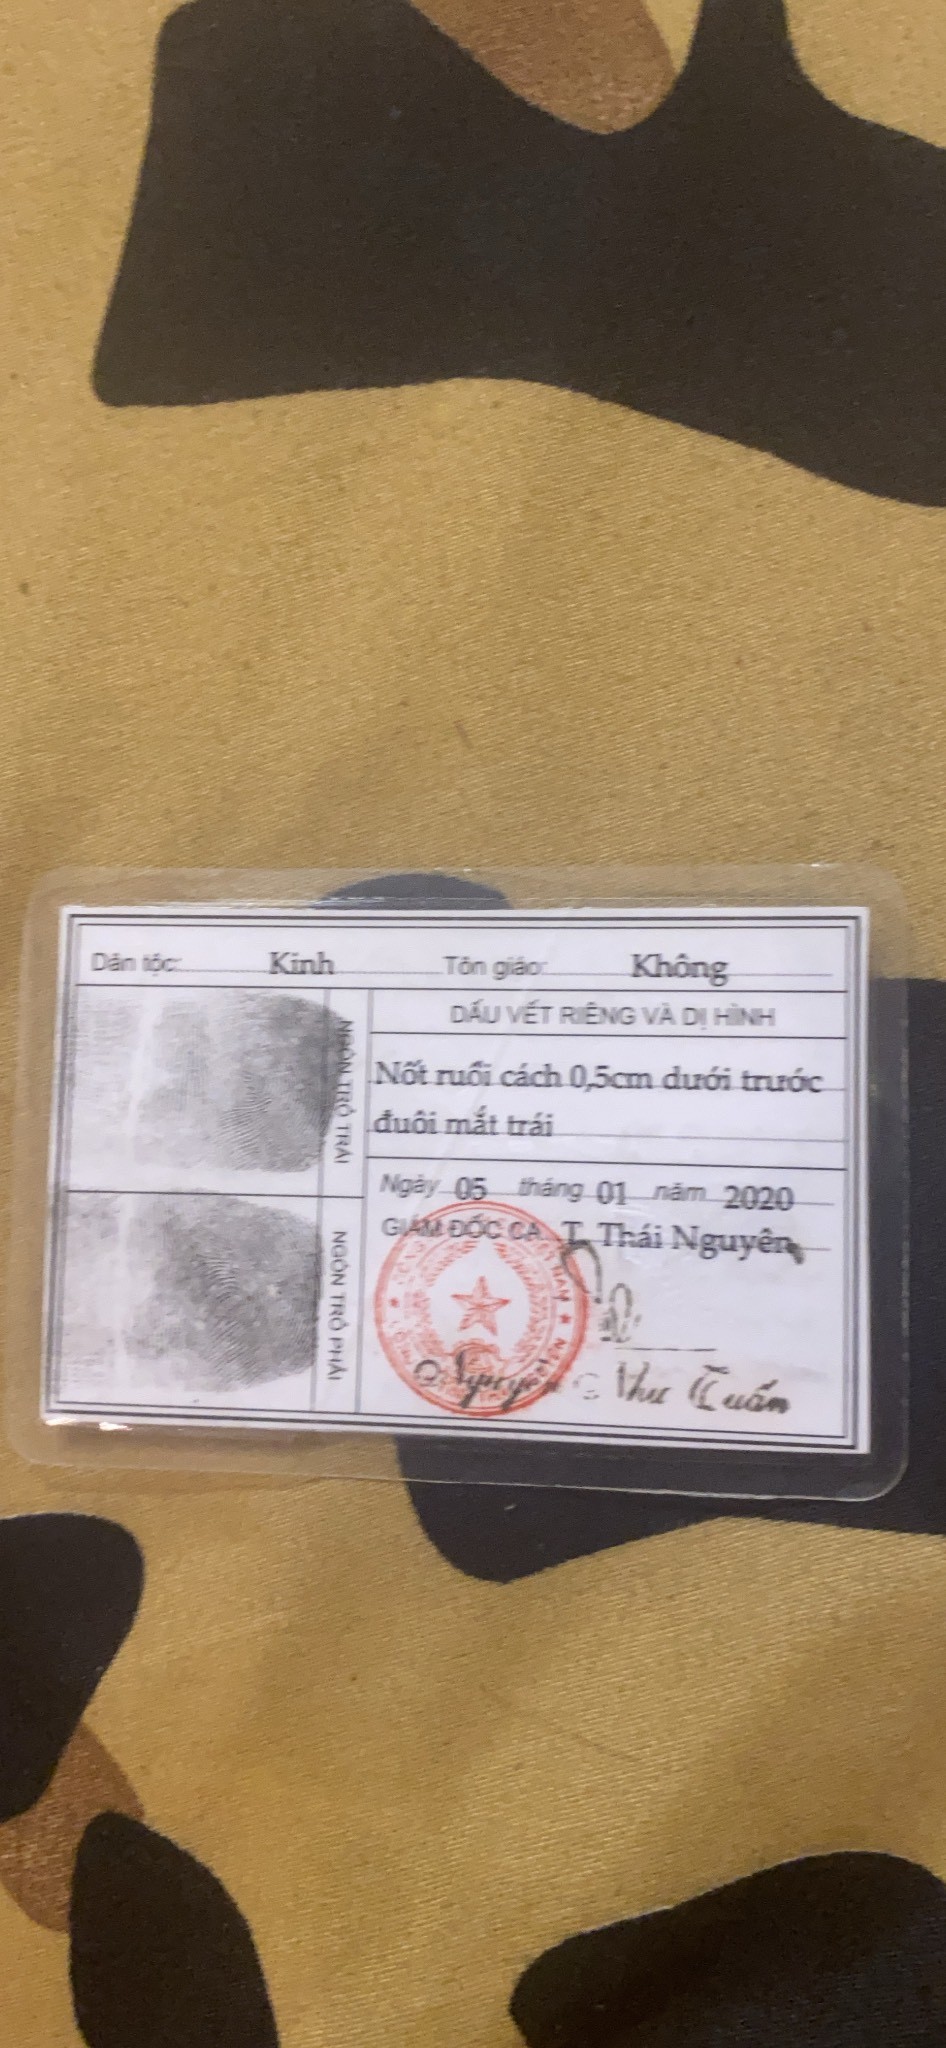 Dân tộc: Kinh Tôn giáo: Không
NGÓN TRỎ TRÁI
DẤU VẾT RIÊNG VÀ DỊ HÌNH
Nốt ruồi cách 0,5cm dưới trước
đuôi mắt trái
NGÓN TRỎ PHẢI
Ngày 05 tháng 01 năm 2020
GIÁM ĐỐC CA. T. Thái Nguyên
Nguyễn Như Tuấn